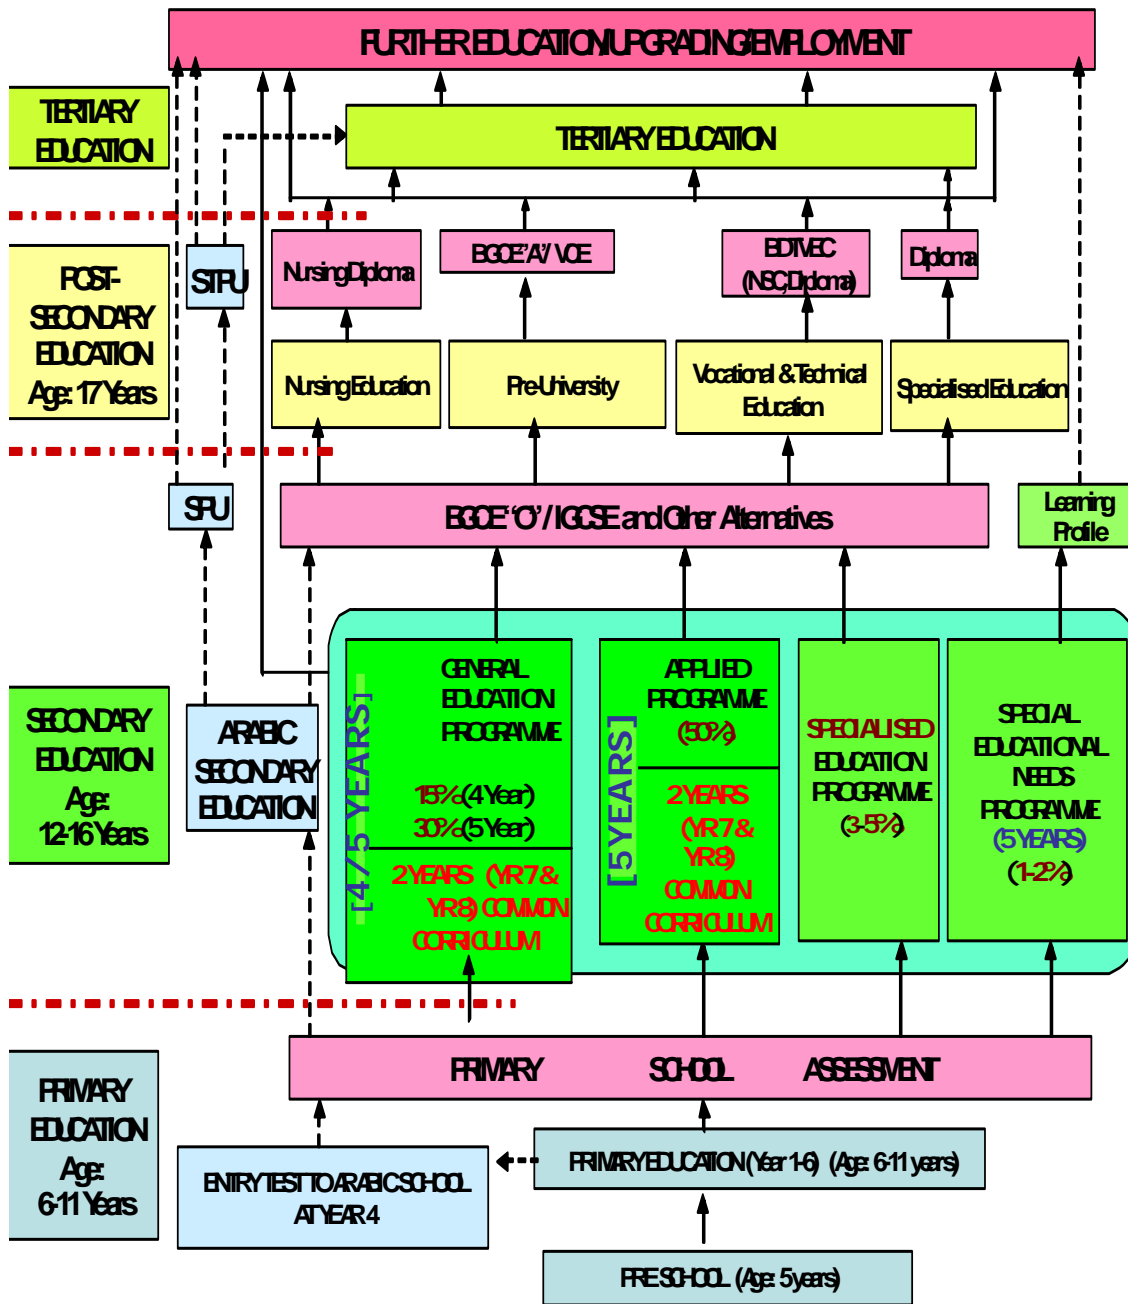 FURTHER EDUCATION/UPGRADING/EMPLOYMENT
TERTIARY
EDUCATION
TERTIARY EDUCATION
POST-
SECONDARY
EDUCATION
Age: 17 Years
STPU
Nursing Diploma
BGCE "A"/ VCE
BDTVEC
(NSC,Diploma)
Diploma
Nursing Education
Pre-University
Vocational & Technical
Education
Specialised Education
SPU
BGCE "O"/ IGCSE and Other Alternatives
Learning
Profile
SECONDARY
EDUCATION
Age:
12-16 Years
ARABIC
SECONDARY
EDUCATION
[4/5 YEARS]
GENERAL
EDUCATION
PROGRAMME
15% (4 Year)
30% (5 Year)
2 YEARS (YR 7 &
YR 8) COMMON
CORRICULUM
[5 YEARS]
APPLIED
PROGRAMME
(50%)
2 YEARS
(YR 7 &
YR 8)
COMMON
CORRICULUM
SPECIALISED
EDUCATION
PROGRAMME
(3-5%)
SPECIAL
EDUCATIONAL
NEEDS
PROGRAMME
(5 YEARS)
(1-2%)
PRIMARY SCHOOL ASSESSMENT
PRIMARY
EDUCATION
Age:
6-11 Years
ENTRY TEST TO ARABIC SCHOOL
AT YEAR 4
PRIMARY EDUCATION (Year 1-6) (Age: 6-11 years)
PRE SCHOOL (Age: 5 years)